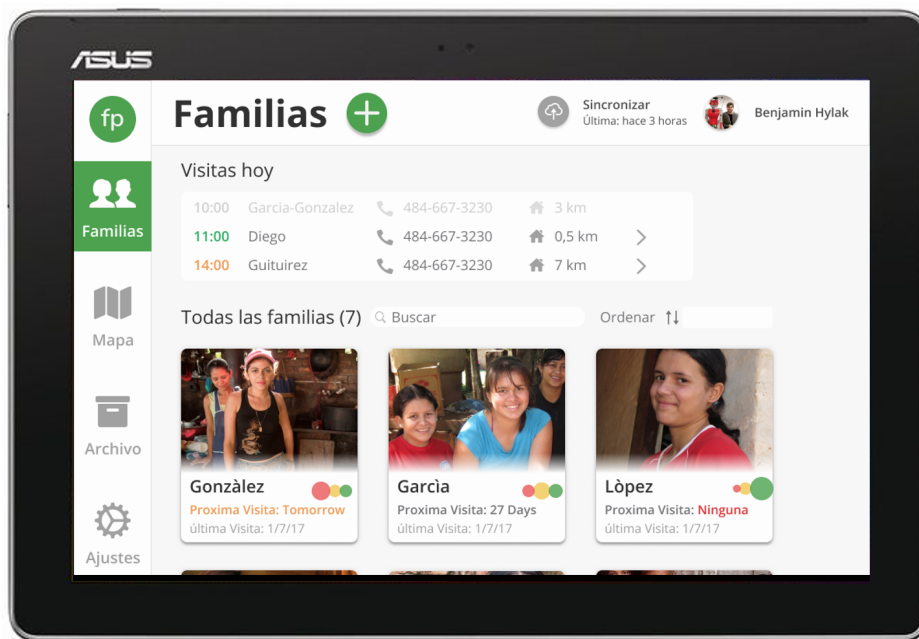 ASUS
fp
Familias
Sincronizar
Última: hace 3 horas
Benjamin Hylak
Familias
Mapa
Archivo
Ajustes
Visitas hoy
10:00 Garcia-Gonzalez 484-667-3230 3 km
11:00 Diego 484-667-3230 0,5 km
14:00 Guituirez 484-667-3230 7 km
Todas las familias (7) Buscar Ordenar
Gonzàlez
Proxima Visita: Tomorrow
última Visita: 1/7/17
Garcìa
Proxima Visita: 27 Days
última Visita: 1/7/17
Lòpez
Proxima Visita: Ninguna
última Visita: 1/7/17